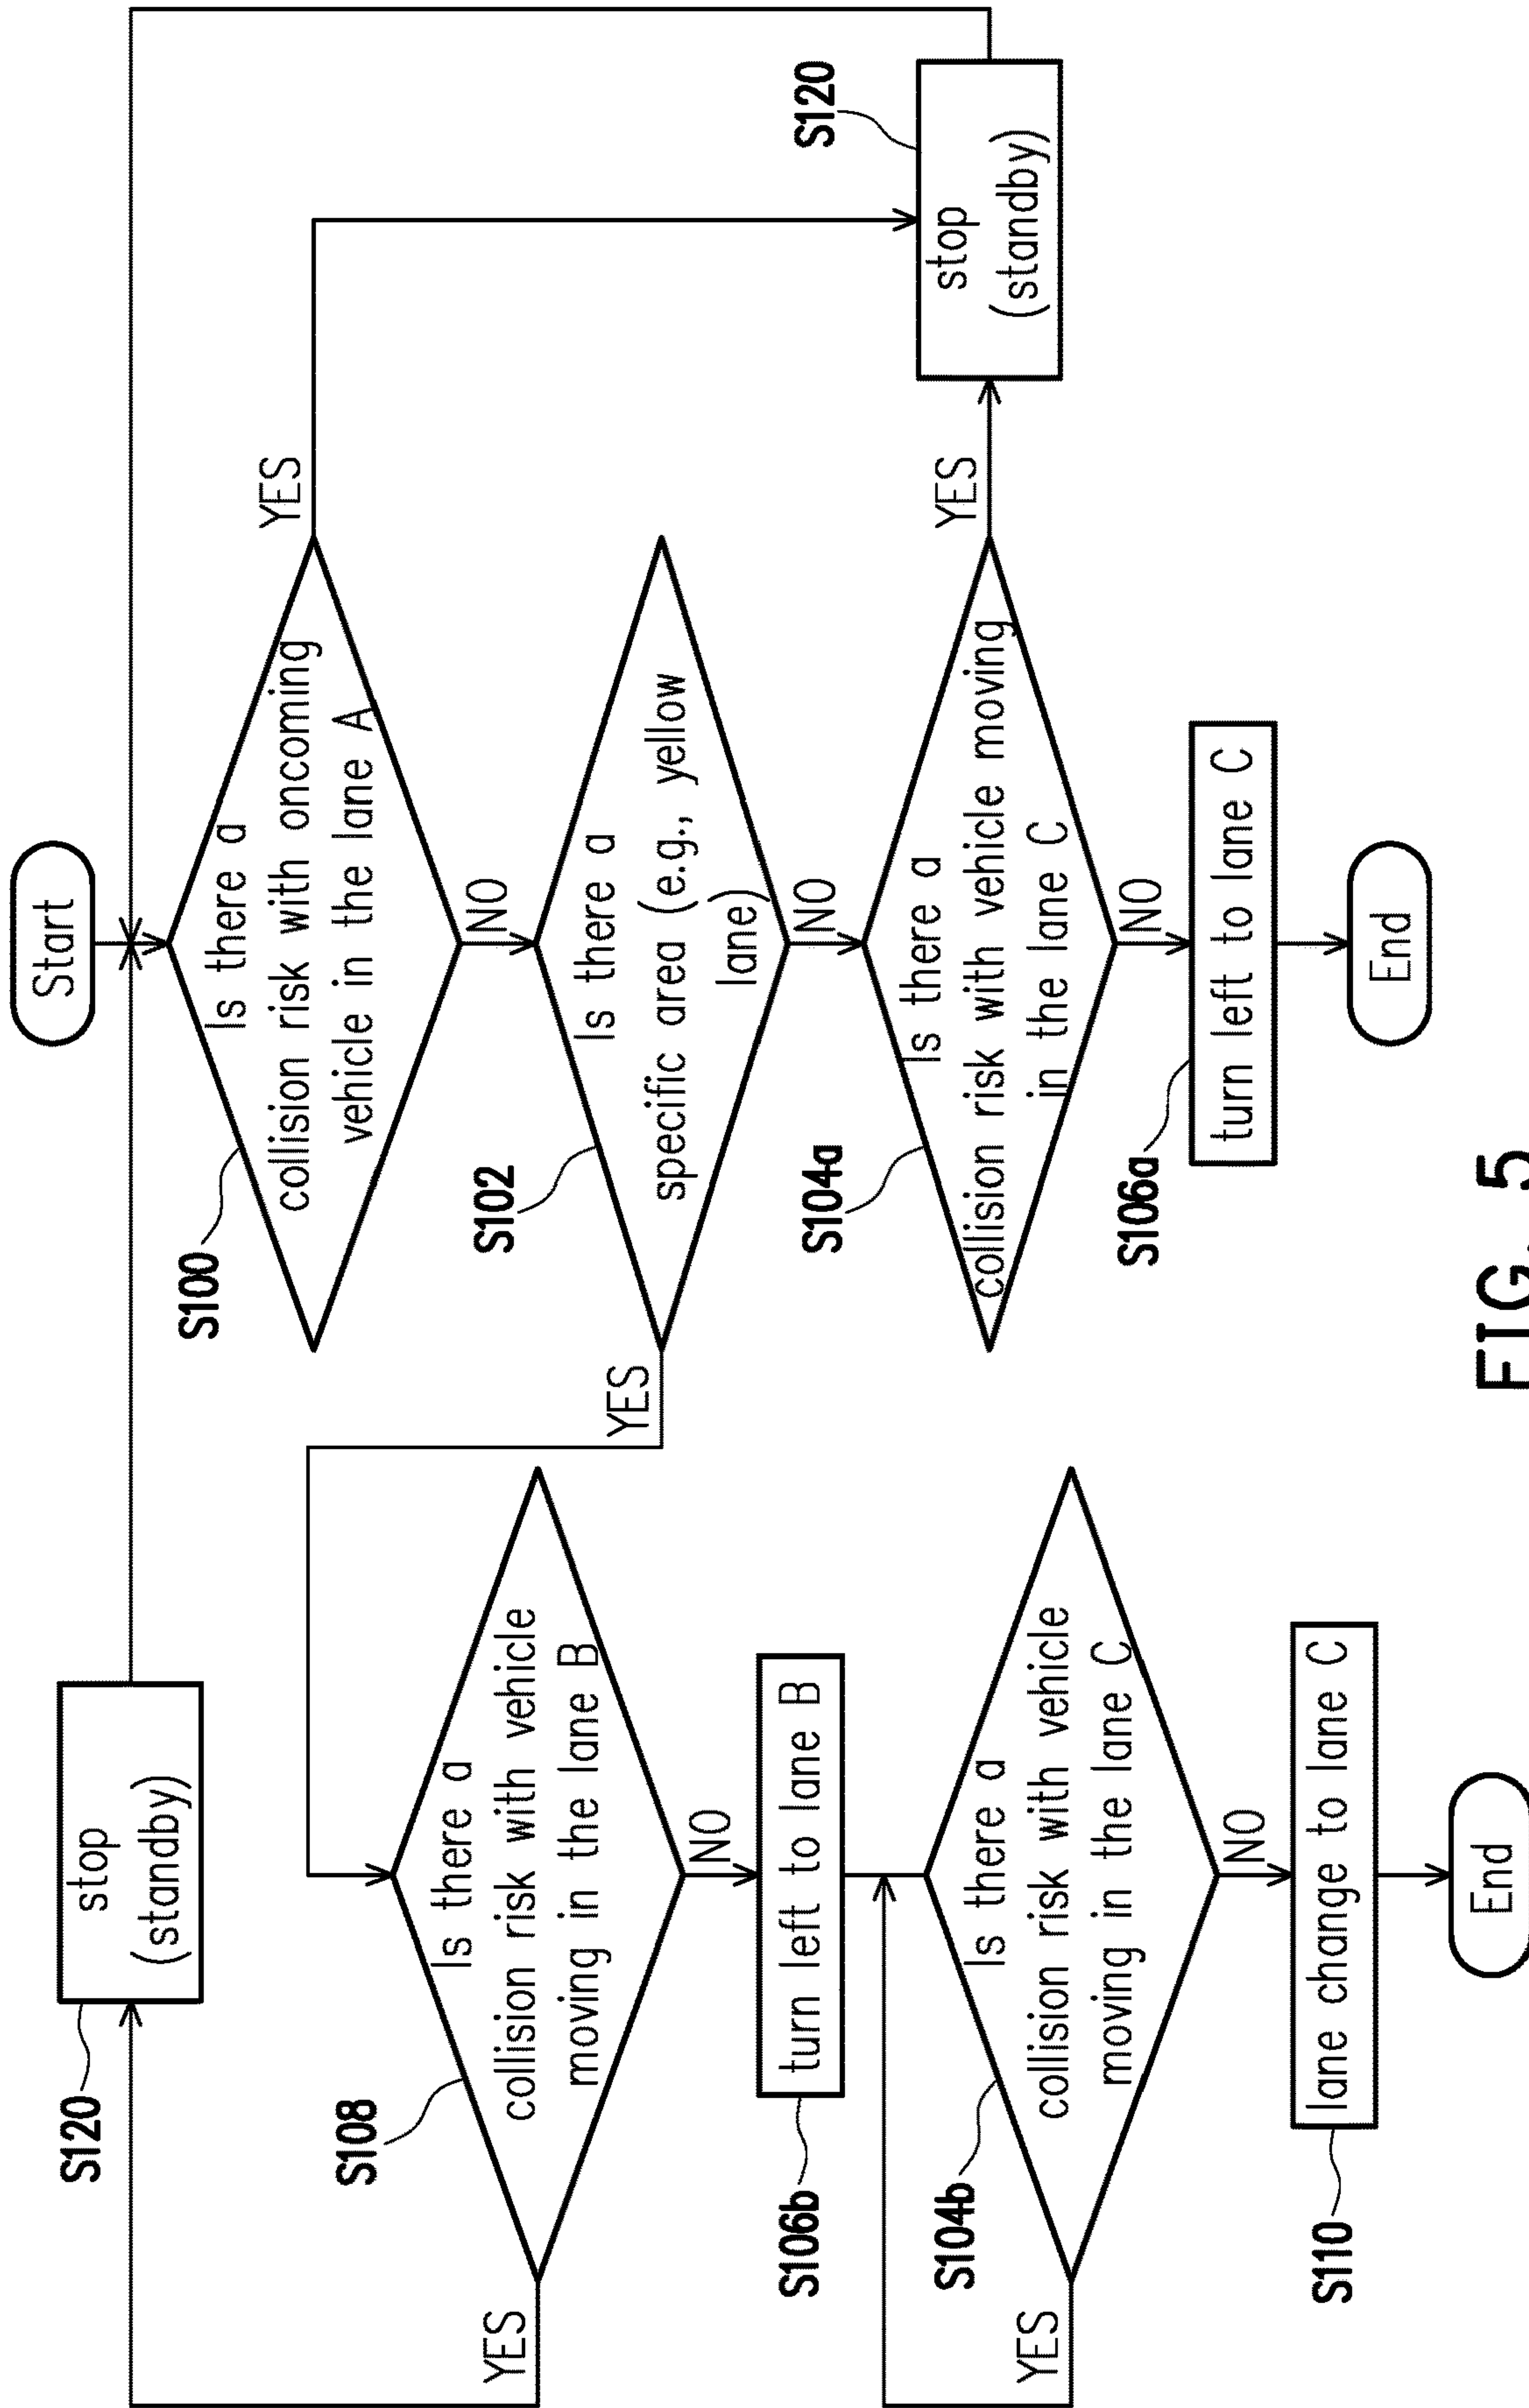 Start
S100
Is there a
collision risk with oncoming
vehicle in the lane A
YES
NO
S102
Is there a
specific area (e.g., yellow
lane)
YES
NO
S104a
Is there a
collision risk with vehicle moving
in the lane C
YES
NO
S120
stop
(standby)
S106a
turn left to lane C
End
S120
stop
(standby)
S108
Is there a
collision risk with vehicle
moving in the lane B
YES
NO
S106b
turn left to lane B
S104b
Is there a
collision risk with vehicle
moving in the lane C
YES
NO
S110
lane change to lane C
End
FIG. 5